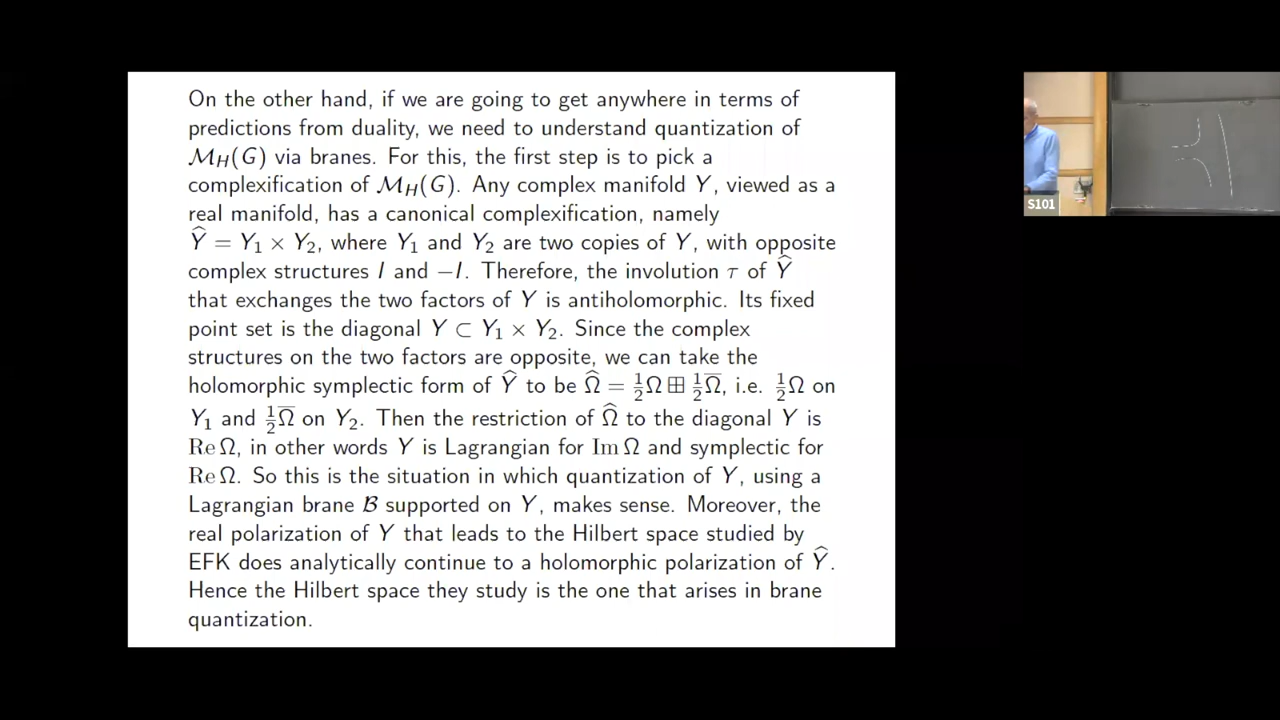 On the other hand, if we are going to get anywhere in terms of
predictions from duality, we need to understand quantization of
ℳ_H(G) via branes. For this, the first step is to pick a
complexification of ℳ_H(G). Any complex manifold Y, viewed as a
real manifold, has a canonical complexification, namely
Ŷ = Y₁ × Y₂, where Y₁ and Y₂ are two copies of Y, with opposite
complex structures I and −I. Therefore, the involution τ of Ŷ
that exchanges the two factors of Y is antiholomorphic. Its fixed
point set is the diagonal Y ⊂ Y₁ × Y₂. Since the complex
structures on the two factors are opposite, we can take the
holomorphic symplectic form of Ŷ to be Ω̂ = ½Ω ⊞ ½Ω̅, i.e. ½Ω on
Y₁ and ½Ω̅ on Y₂. Then the restriction of Ω̂ to the diagonal Y is
Re Ω, in other words Y is Lagrangian for Im Ω and symplectic for
Re Ω. So this is the situation in which quantization of Y, using a
Lagrangian brane ℬ supported on Y, makes sense. Moreover, the
real polarization of Y that leads to the Hilbert space studied by
EFK does analytically continue to a holomorphic polarization of Ŷ.
Hence the Hilbert space they study is the one that arises in brane
quantization.
S101